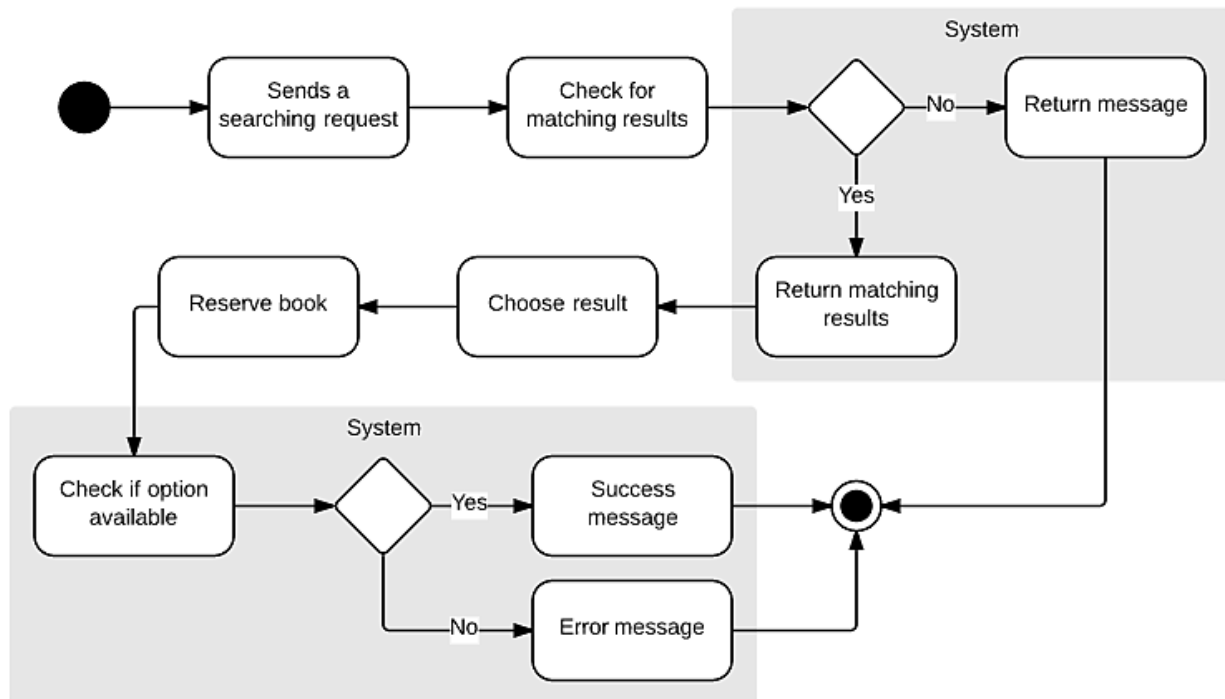 System
Sends a
searching request
Check for
matching results
No
Return message
Yes
Reserve book
Choose result
Return matching
results
System
Check if option
available
Yes
Success
message
No
Error message